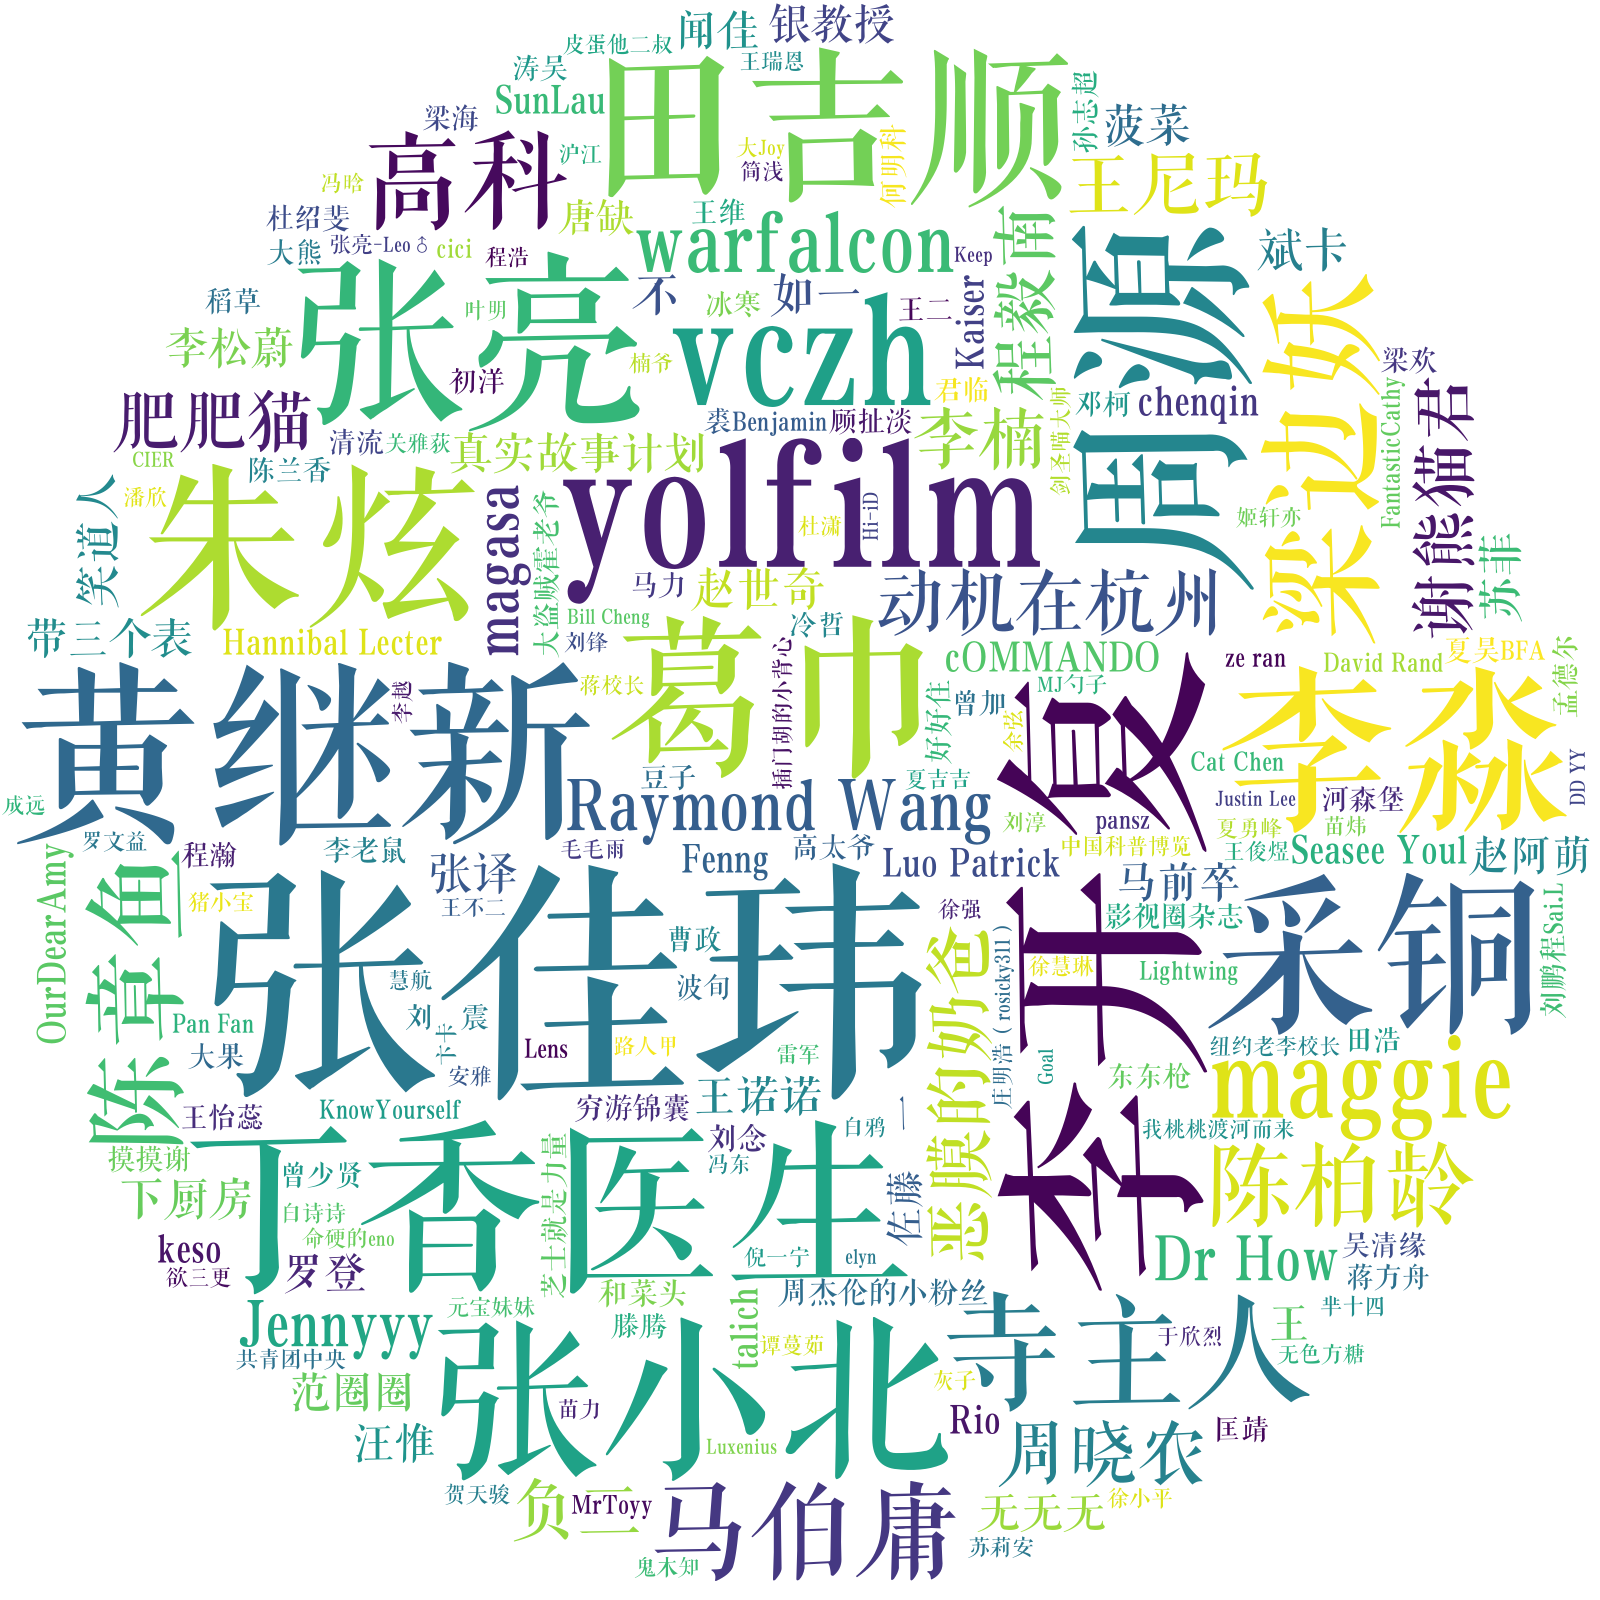 皮蛋他二叔
闻佳
银教授
涛吴
王瑞恩
田吉顺
SunLau
孙志超
菠菜
梁海
高科
沪江
大Joy
简浅
何明科
王尼玛
冯晗
杜绍斐
唐缺
王维
大熊
张亮-Leo♂
cici
程浩
warfalcon
Keep
程毅南
斌卡
周源
稻草
叶明
张亮
不
如一
冰寒
王二
Kaiser
vczh
李松蔚
初洋
楠爷
君临
梁边妖
梁欢
肥肥猫
裘Benjamin
顾扯淡
邓柯
chenqin
FantasticCathy
谢熊猫君
清流
关雅荻
真实故事计划
李楠
剑圣喵大师
CIER
陈兰香
潘欣
朱炫
magasa
大盗贼霍老爷
yolfilm
杜潇
Hi-iD
姬轩亦
笑道人
马力
赵世奇
动机在杭州
苏菲
带三个表
Hannibal Lecter
Bill Cheng
刘锋
冷哲
葛巾
cOMMANDO
ze ran
David Rand
夏吴BFA
孟德尔
黄继新
李越
蒋校长
插门胡的小背心
好好住
曾加
MJ勺子
余弦
李淼
成远
豆子
夏吉吉
Cat Chen
DD YY
Raymond Wang
刘淳
pansz
Justin Lee
河森堡
夏勇峰
苗炜
罗文益
程瀚
李老鼠
毛毛雨
高太爷
中国科普博览
王俊煜
Seasee Youl
赵阿萌
OurDearAmy
陈章鱼
张译
Fenng
Luo Patrick
马前卒
猪小宝
王不二
徐强
影视圈杂志
采铜
刘鹏程Sai.L
张佳玮
曹政
恶膜的奶爸
庄明浩（rosicky311）
李开复
徐慧琳
Lightwing
慧航
波旬
Pan Fan
刘
震
卡卡
大果
Lens
路人甲
雷军
纽约老李校长
田浩
安雅
Goal
东东枪
maggie
王怡蕊
KnowYourself
穷游锦囊
王诺诺
白鸦
一
刘念
我桃桃渡河而来
摸摸谢
丁香医生
冯东
陈柏龄
下厨房
曾少贤
芝士就是力量
佐藤
白诗诗
命硬的eno
keso
倪一宁
elyn
Dr How
吴清缘
欲三更
罗登
和菜头
周杰伦的小粉丝
蒋方舟
元宝妹妹
Jennyyy
滕腾
talich
寺主人
芈十四
王
于欣烈
共青团中央
谭蔓茹
无色方糖
范圈圈
张小北
灰子
苗力
Rio
匡靖
汪惟
Luxenius
周晓农
贺天骏
负二
MrToyy
马伯庸
无无无
徐小平
苏莉安
鬼木知